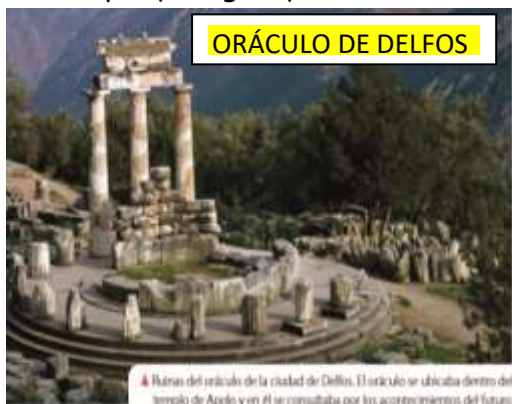 ORÁCULO DE DELFOS
Ruinas del oráculo de la ciudad de Delfos. El oráculo se ubicaba dentro del
templo de Apolo y en él se consultaba por los acontecimientos del futuro.